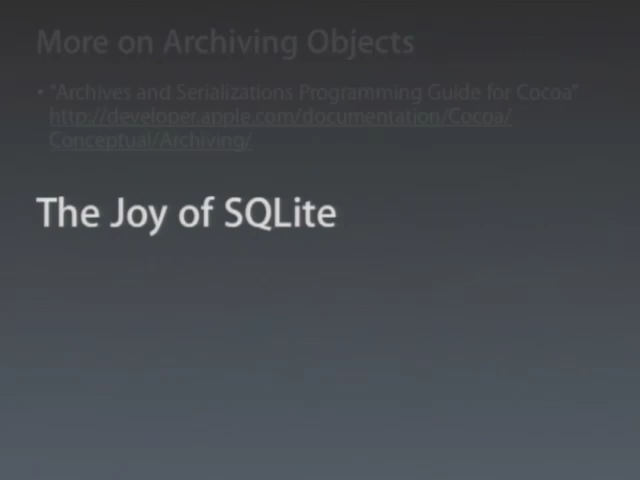 More on Archiving Objects
• "Archives and Serializations Programming Guide for Cocoa"
http://developer.apple.com/documentation/Cocoa/
Conceptual/Archiving/
The Joy of SQLite